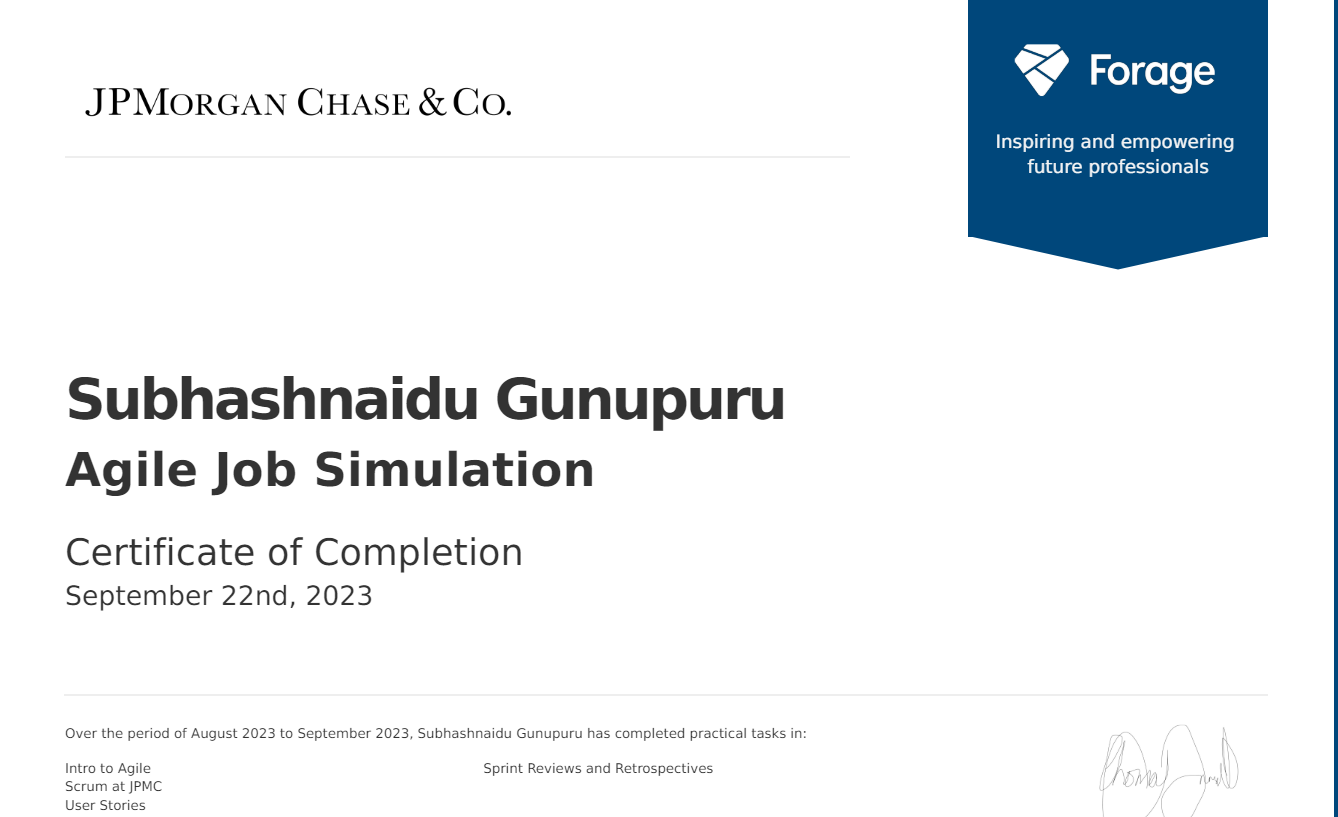 JPMORGAN CHASE & CO.
Forage
Inspiring and empowering
future professionals
Subhashnaidu Gunupuru
Agile Job Simulation
Certificate of Completion
September 22nd, 2023
Over the period of August 2023 to September 2023, Subhashnaidu Gunupuru has completed practical tasks in:
Intro to Agile
Scrum at JPMC
User Stories
Sprint Reviews and Retrospectives